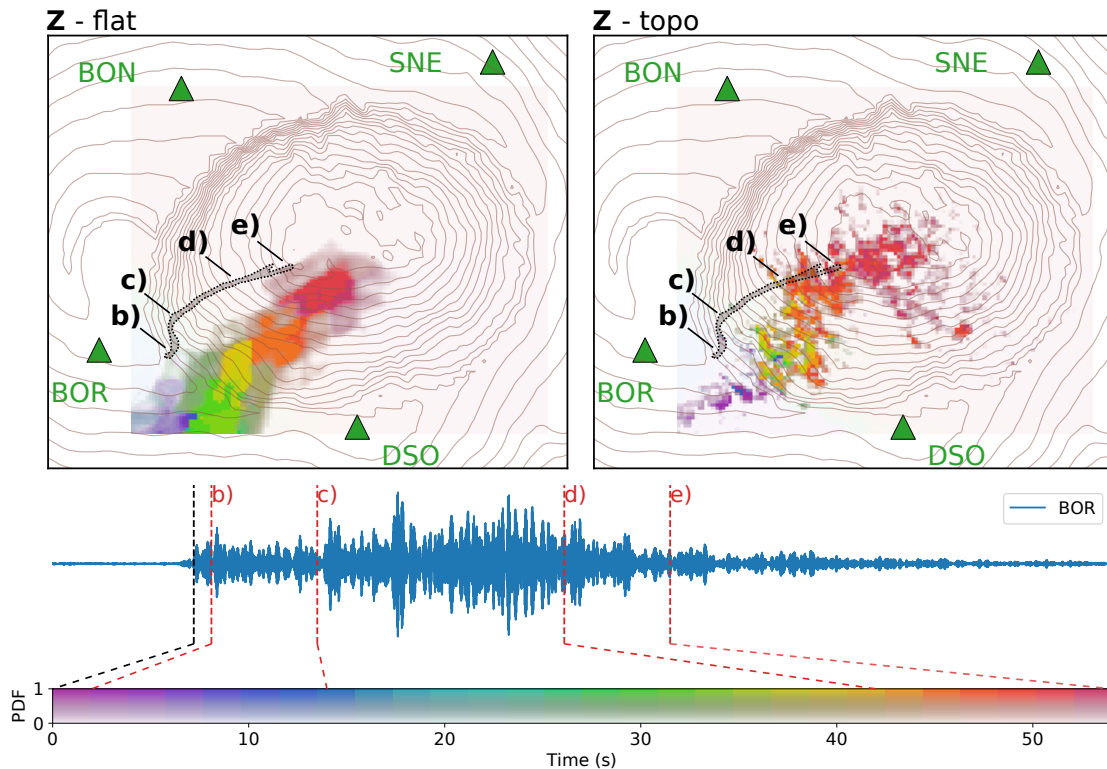 Z - flat
BON
SNE
e)
d)
c)
b)
BOR
DSO
Z - topo
BON
SNE
e)
d)
c)
b)
BOR
DSO
b)
c)
d)
e)
BOR
PDF
1
0
0
10
20
30
40
50
Time (s)